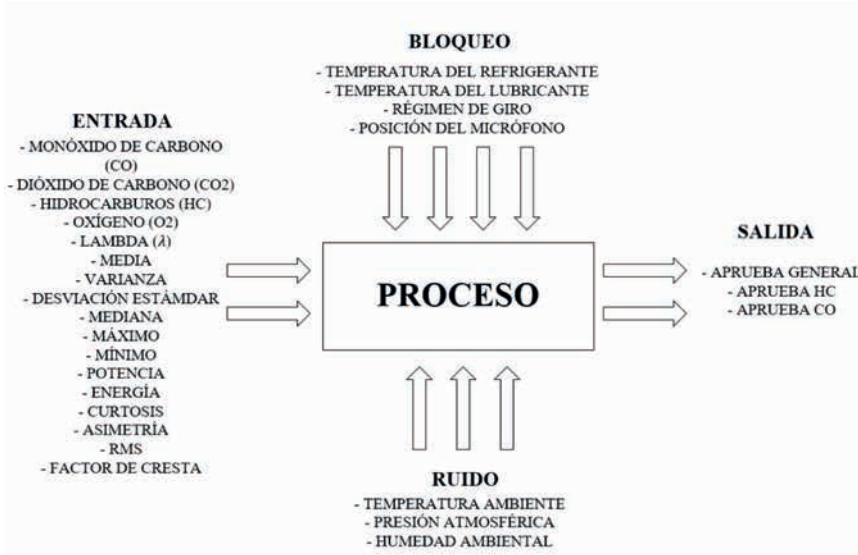 BLOQUEO
- TEMPERATURA DEL REFRIGERANTE
- TEMPERATURA DEL LUBRICANTE
- RÉGIMEN DE GIRO
- POSICIÓN DEL MICRÓFONO
ENTRADA
- MONÓXIDO DE CARBONO
(CO)
- DIÓXIDO DE CARBONO (CO2)
- HIDROCARBUROS (HC)
- OXÍGENO (O2)
- LAMBDA (λ)
- MEDIA
- VARIANZA
- DESVIACIÓN ESTÁMDAR
- MEDIANA
- MÁXIMO
- MÍNIMO
- POTENCIA
- ENERGÍA
- CURTOSIS
- ASIMETRÍA
- RMS
- FACTOR DE CRESTA
PROCESO
SALIDA
- APRUEBA GENERAL
- APRUEBA HC
- APRUEBA CO
RUIDO
- TEMPERATURA AMBIENTE
- PRESIÓN ATMOSFÉRICA
- HUMEDAD AMBIENTAL